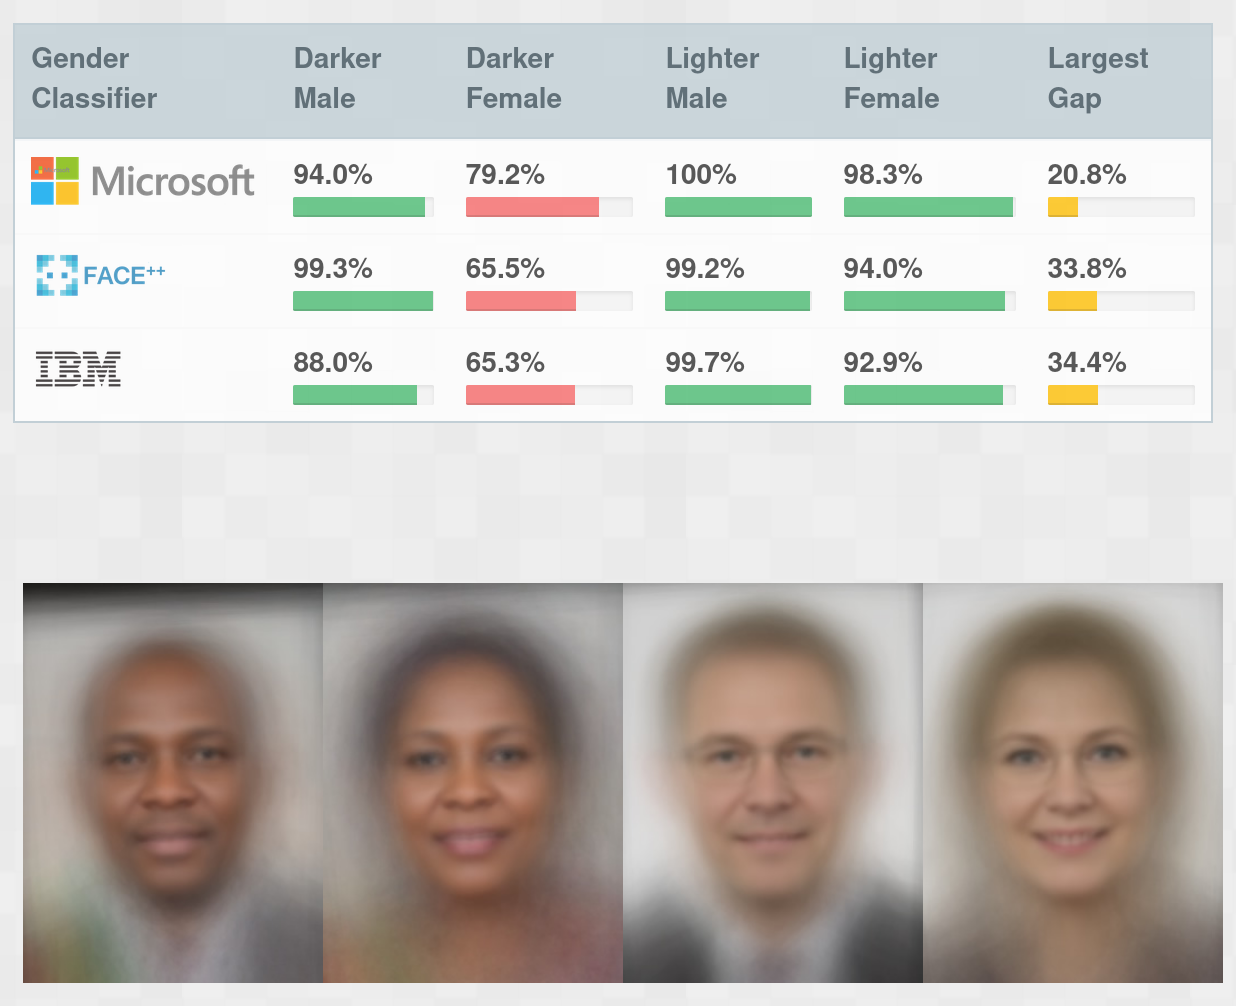 Gender Classifier Darker Male Darker Female Lighter Male Lighter Female Largest Gap
Microsoft 94.0% 79.2% 100% 98.3% 20.8%
FACE++ 99.3% 65.5% 99.2% 94.0% 33.8%
IBM 88.0% 65.3% 99.7% 92.9% 34.4%